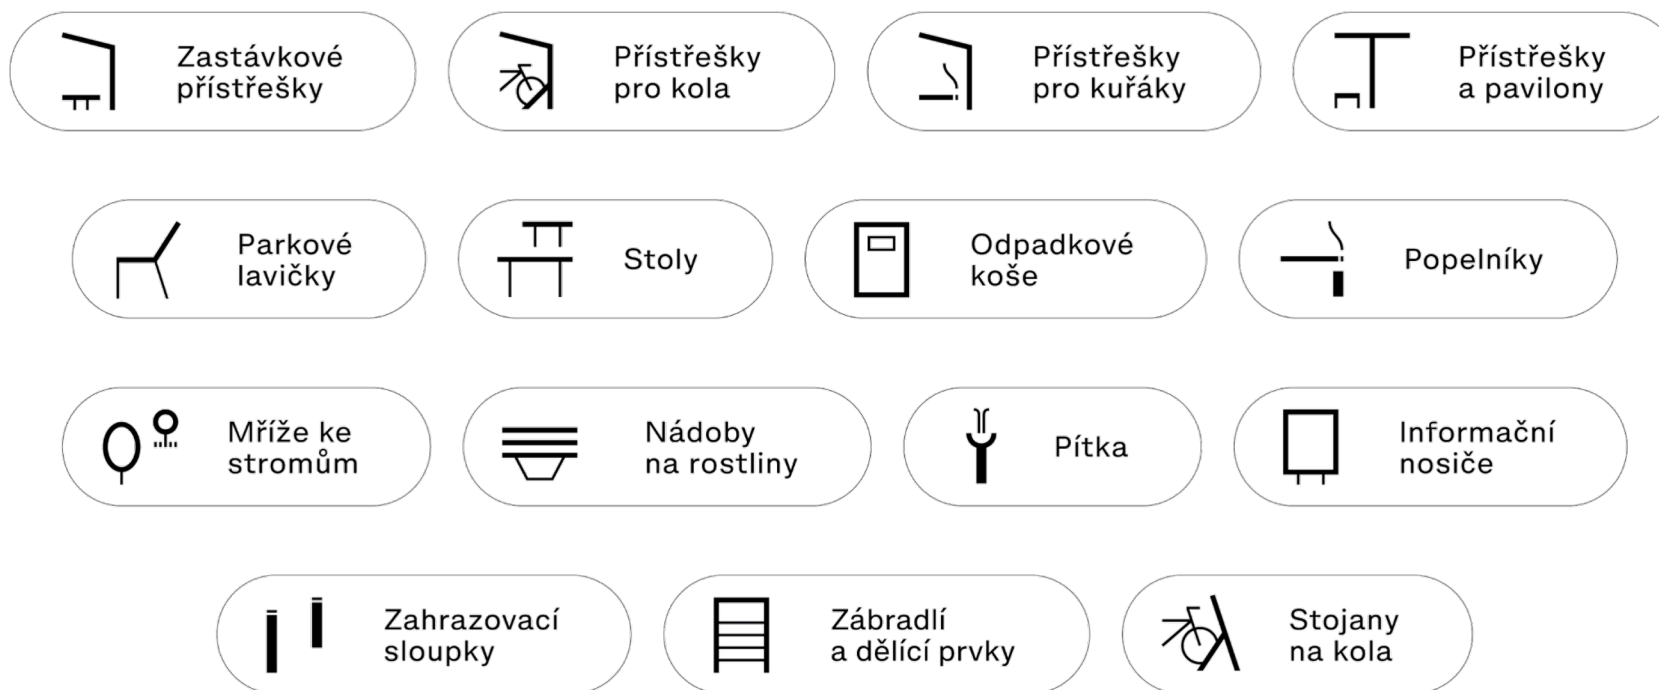 Zastávkové
přístřešky
Přístřešky
pro kola
Přístřešky
pro kuřáky
Přístřešky
a pavilony
Parkové
lavičky
Stoly
Odpadkové
koše
Popelníky
Mříže ke
stromům
Nádoby
na rostliny
Pítka
Informační
nosiče
Zahrazovací
sloupky
Zábradlí
a dělící prvky
Stojany
na kola